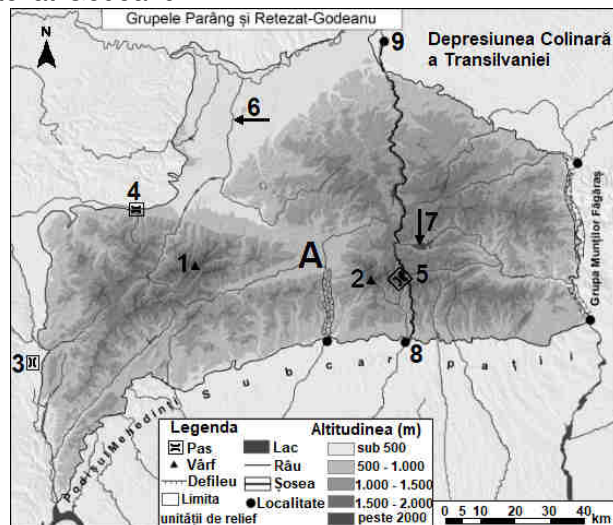 Grupele Parâng și Retezat-Godeanu
N
9
Depresiunea Colinară
a Transilvaniei
6
4
7
A
1
2
5
3
8
Grupa Munților Făgăraș
Subcarpații
Podișul Mehedinți
Legenda
Pas
Vârf
Defileu
Limita
unității de relief
Lac
Râu
Șosea
Localitate
Altitudinea (m)
sub 500
500 - 1.000
1.000 - 1.500
1.500 - 2.000
peste 2000
0 5 10 20 30 40
km